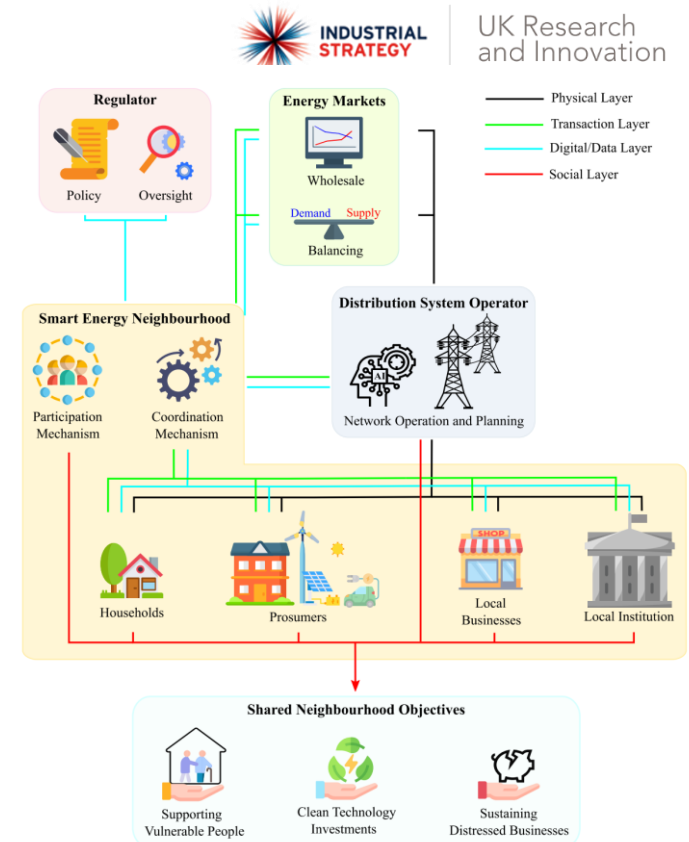 INDUSTRIAL
STRATEGY
UK Research
and Innovation
Regulator
Policy
Oversight
Energy Markets
Wholesale
Demand
Supply
Balancing
Physical Layer
Transaction Layer
Digital/Data Layer
Social Layer
Smart Energy Neighbourhood
Participation
Mechanism
Coordination
Mechanism
Distribution System Operator
AI
Network Operation and Planning
Households
Prosumers
SHOP
Local
Businesses
Local Institution
Shared Neighbourhood Objectives
Supporting
Vulnerable People
Clean Technology
Investments
Sustaining
Distressed Businesses